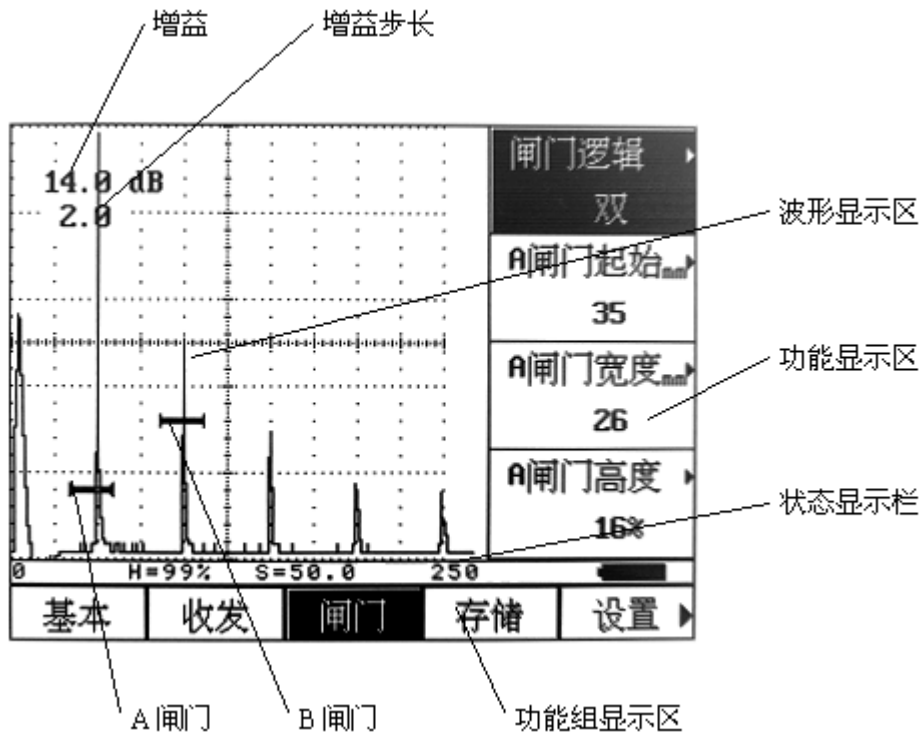 增益
增益步长
14.0 dB
2.0
闸门逻辑
双
波形显示区
A闸门起始mm
35
A闸门宽度mm
功能显示区
26
A闸门高度
状态显示栏
16%
0 H=99% S=50.0 250
基本 收发 闸门 存储 设置
A闸门 B闸门 功能组显示区